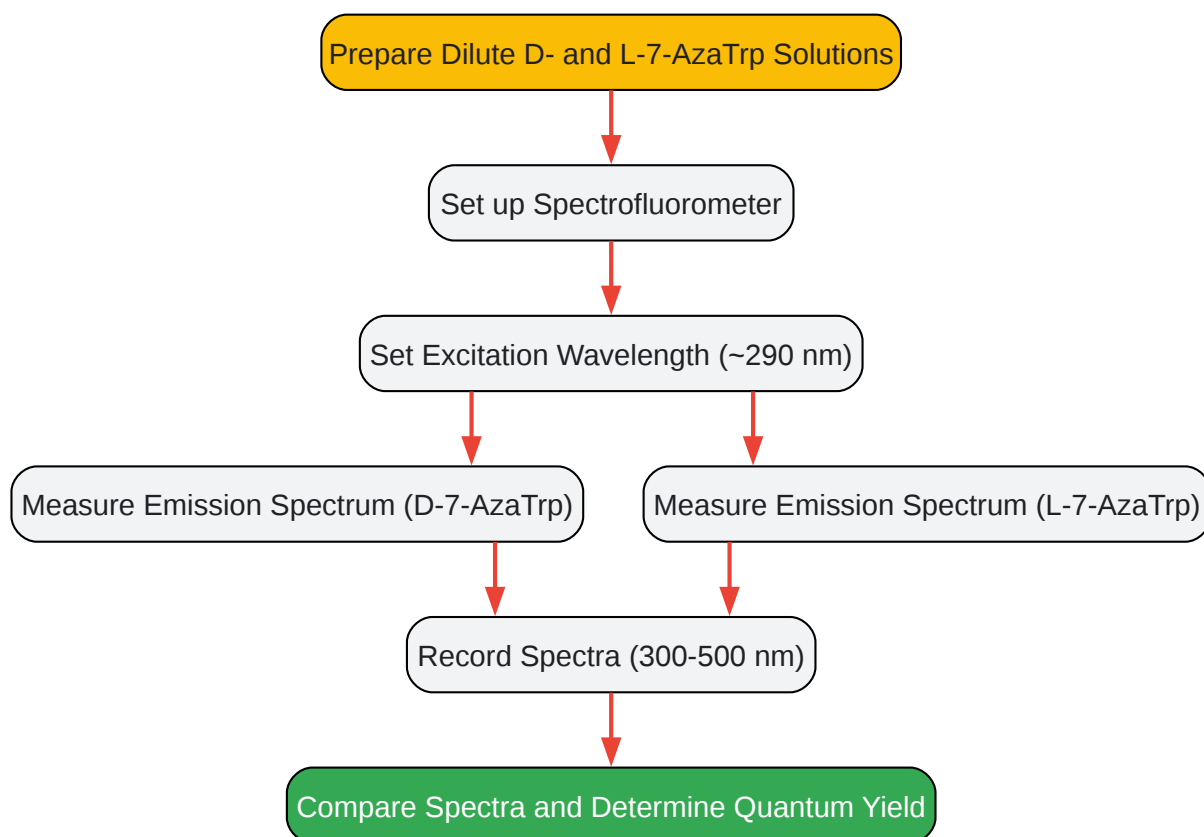 Prepare Dilute D- and L-7-AzaTrp Solutions
Set up Spectrofluorometer
Set Excitation Wavelength (~290 nm)
Measure Emission Spectrum (D-7-AzaTrp)
Measure Emission Spectrum (L-7-AzaTrp)
Record Spectra (300-500 nm)
Compare Spectra and Determine Quantum Yield